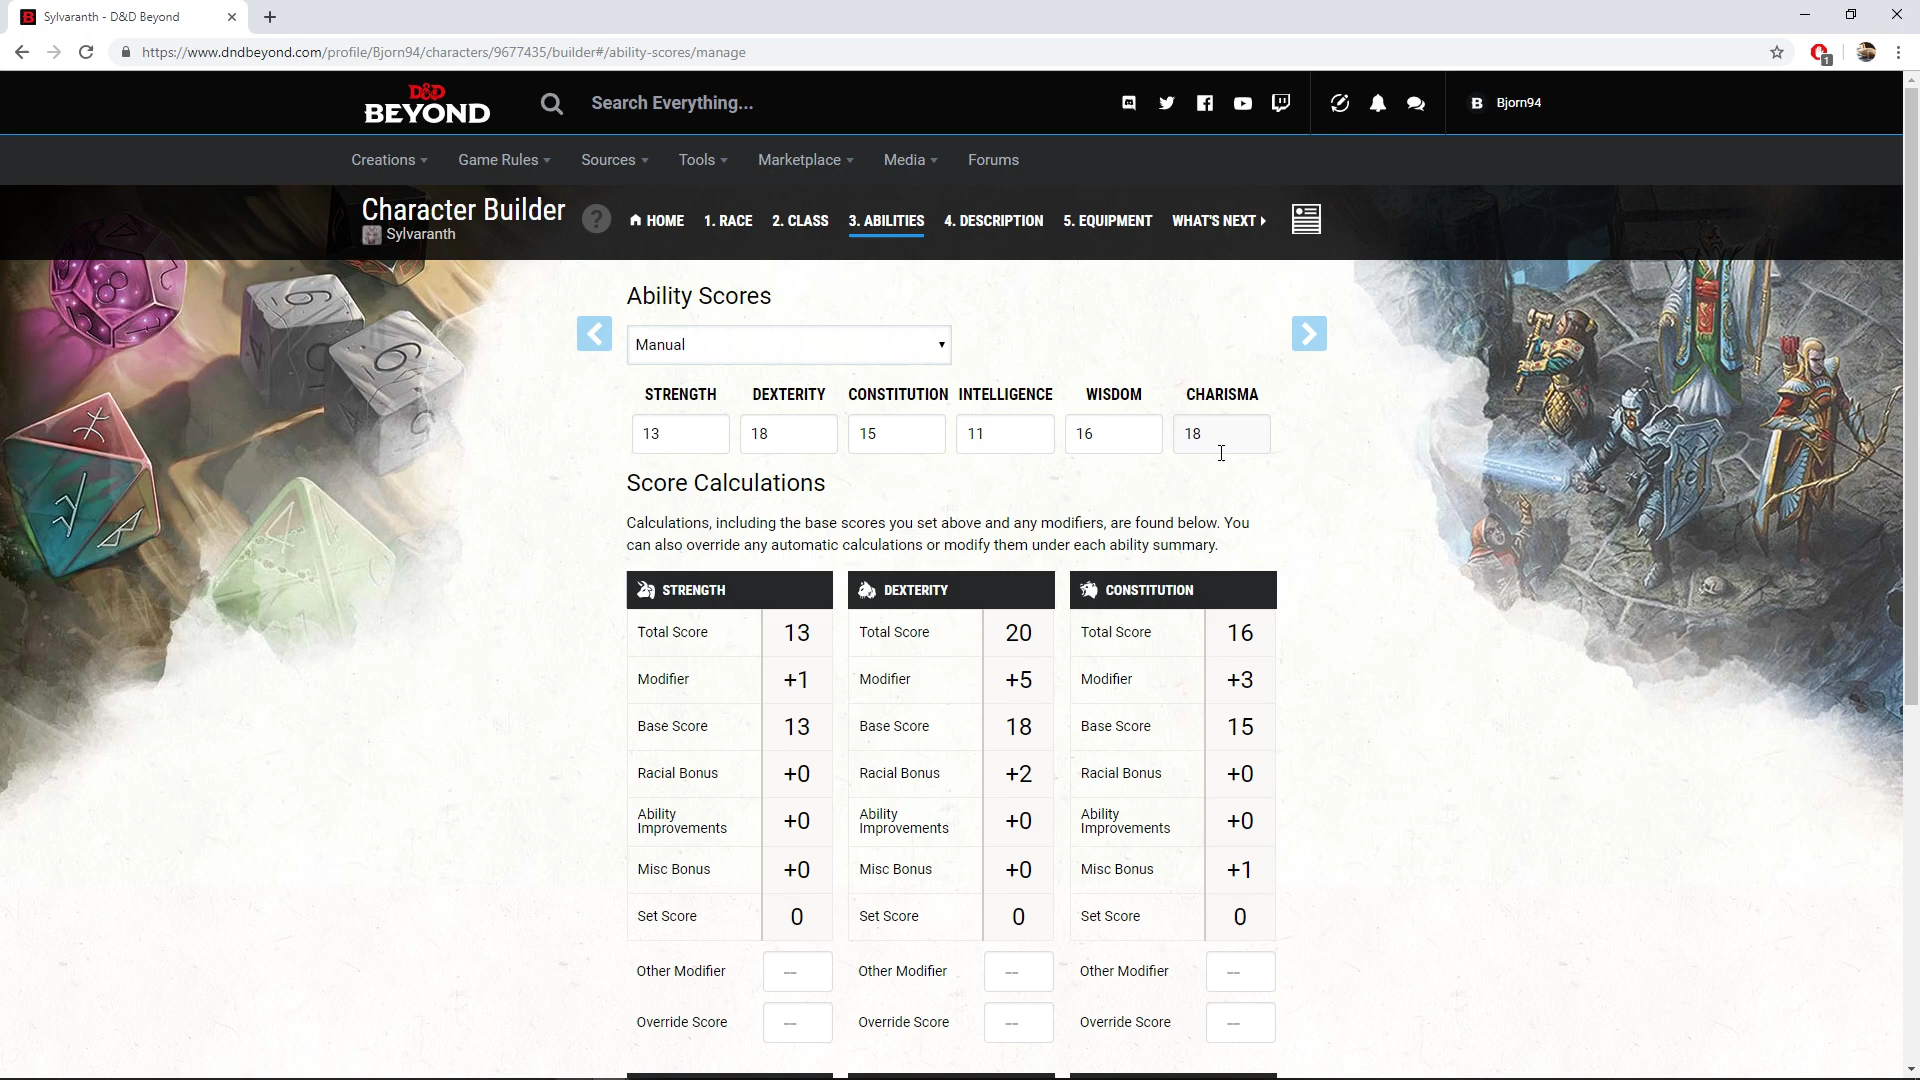 Sylvaranth - D&D Beyond
https://www.dndbeyond.com/profile/Bjorn94/characters/9677435/builder#/ability-scores/manage
1
D&D
BEYOND
Search Everything...
B Bjorn94
Creations Game Rules Sources Tools Marketplace Media Forums
Character Builder
Sylvaranth
? HOME 1. RACE 2. CLASS 3. ABILITIES 4. DESCRIPTION 5. EQUIPMENT WHAT'S NEXT
Ability Scores
Manual
STRENGTH DEXTERITY CONSTITUTION INTELLIGENCE WISDOM CHARISMA
13 18 15 11 16 18
Score Calculations
Calculations, including the base scores you set above and any modifiers, are found below. You
can also override any automatic calculations or modify them under each ability summary.
STRENGTH DEXTERITY CONSTITUTION
Total Score 13 Total Score 20 Total Score 16
Modifier +1 Modifier +5 Modifier +3
Base Score 13 Base Score 18 Base Score 15
Racial Bonus +0 Racial Bonus +2 Racial Bonus +0
Ability Improvements +0 Ability Improvements +0 Ability Improvements +0
Misc Bonus +0 Misc Bonus +0 Misc Bonus +1
Set Score 0 Set Score 0 Set Score 0
Other Modifier -- Other Modifier -- Other Modifier --
Override Score -- Override Score -- Override Score --